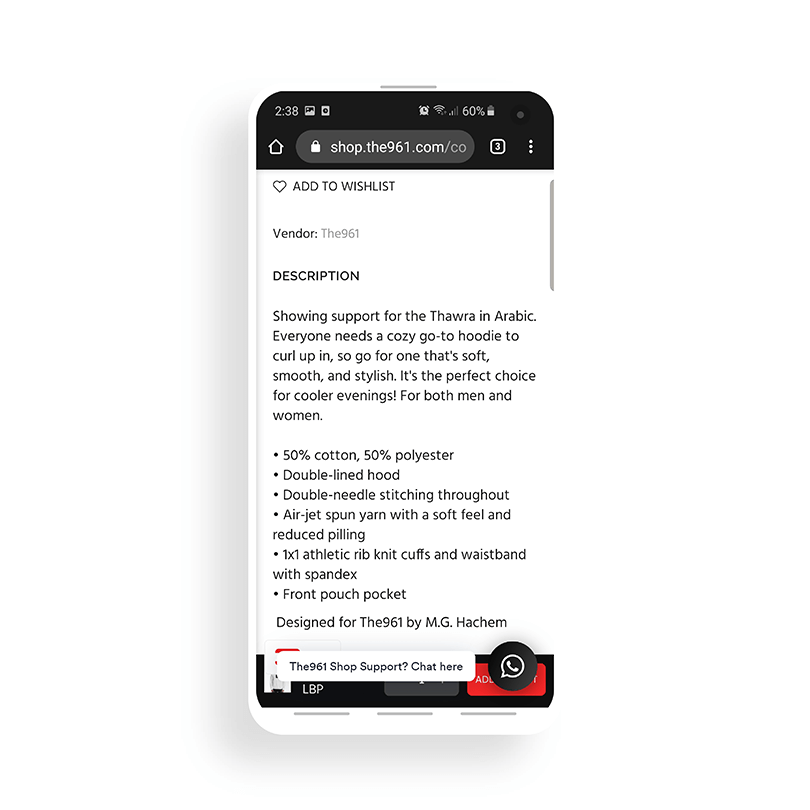 2:38
60%
shop.the961.com/co
3
ADD TO WISHLIST
Vendor: The961
DESCRIPTION
Showing support for the Thawra in Arabic.
Everyone needs a cozy go-to hoodie to
curl up in, so go for one that's soft,
smooth, and stylish. It's the perfect choice
for cooler evenings! For both men and
women.
• 50% cotton, 50% polyester
• Double-lined hood
• Double-needle stitching throughout
• Air-jet spun yarn with a soft feel and
reduced pilling
• 1x1 athletic rib knit cuffs and waistband
with spandex
• Front pouch pocket
Designed for The961 by M.G. Hachem
The961 Shop Support? Chat here
LBP